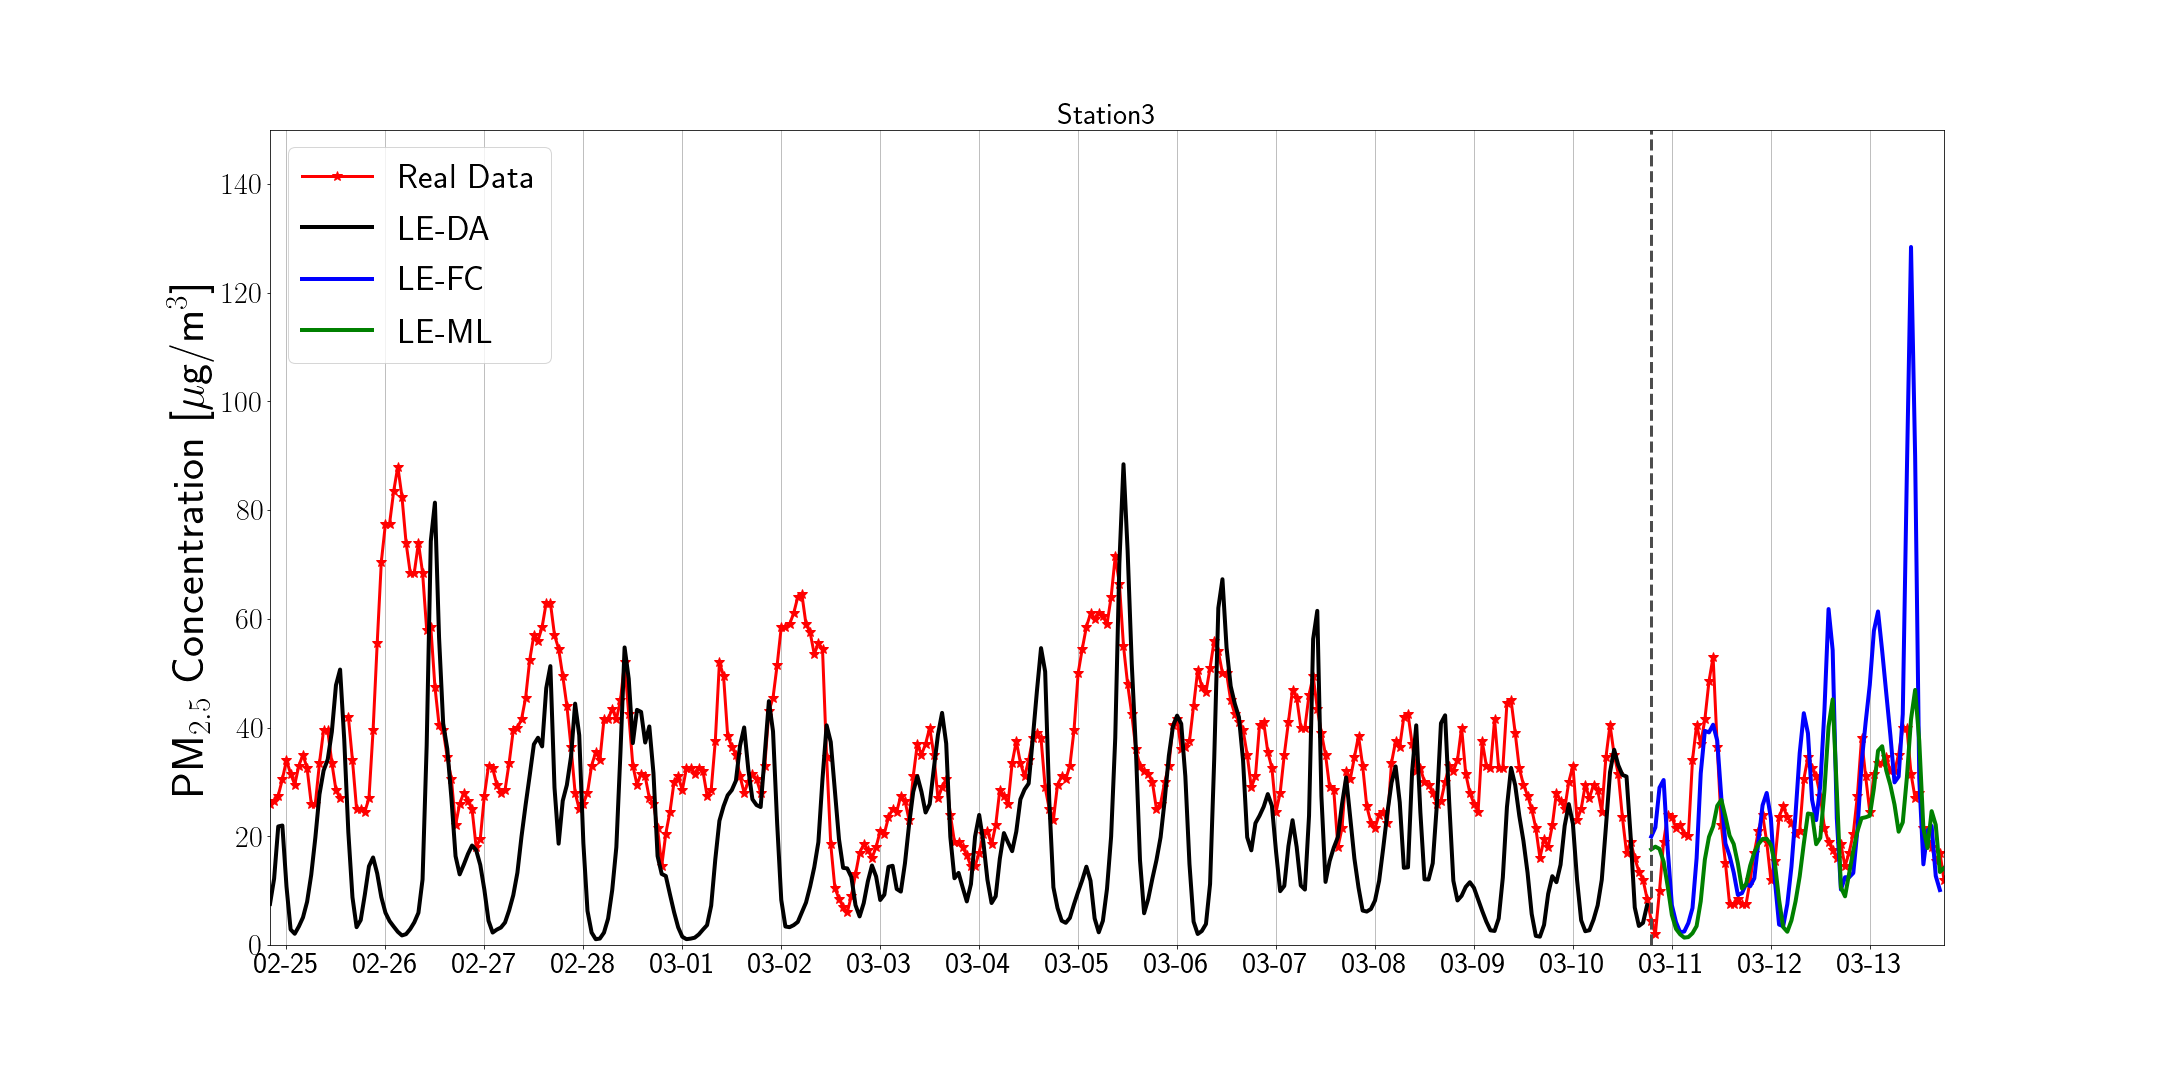 Station3
Real Data
LE-DA
LE-FC
LE-ML
PM2.5 Concentration [μg/m³]
140
120
100
80
60
40
20
0
02-25 02-26 02-27 02-28 03-01 03-02 03-03 03-04 03-05 03-06 03-07 03-08 03-09 03-10 03-11 03-12 03-13